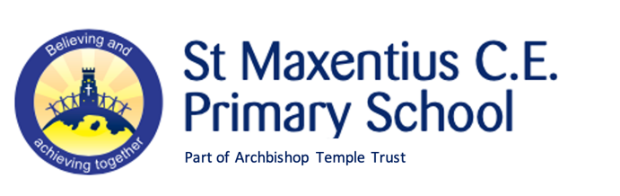 Believing and
achieving together
St Maxentius C.E.
Primary School
Part of Archbishop Temple Trust